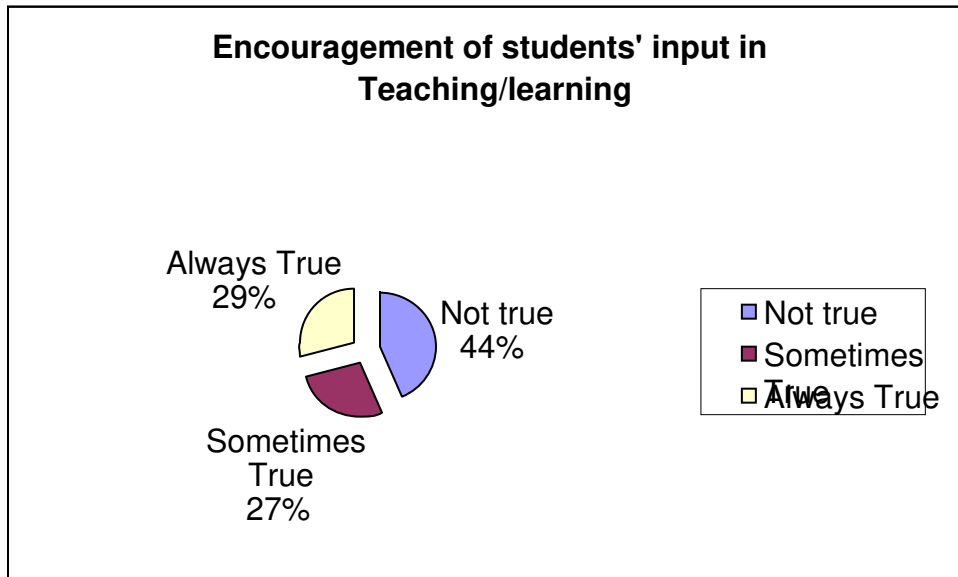 Encouragement of students' input in
Teaching/learning
Always True
29%
Not true
44%
Sometimes
True
27%
Not true
Sometimes
True
Always True